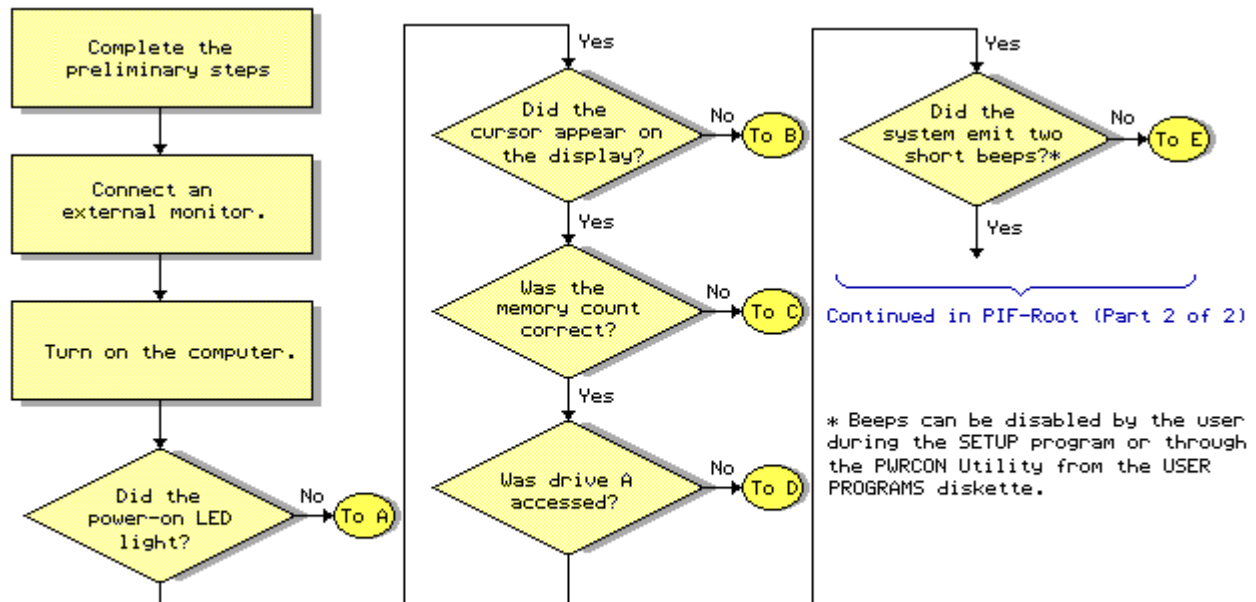 Complete the
preliminary steps
Connect an
external monitor.
Turn on the computer.
Did the
power-on LED
light?
No
To A
Yes
Did the
cursor appear on
the display?
No
To B
Yes
Was the
memory count
correct?
No
To C
Yes
Was drive A
accessed?
No
To D
Yes
Did the
system emit two
short beeps?*
No
To E
Yes
Continued in PIF-Root (Part 2 of 2)
* Beeps can be disabled by the user
during the SETUP program or through
the PWRCON Utility from the USER
PROGRAMS diskette.